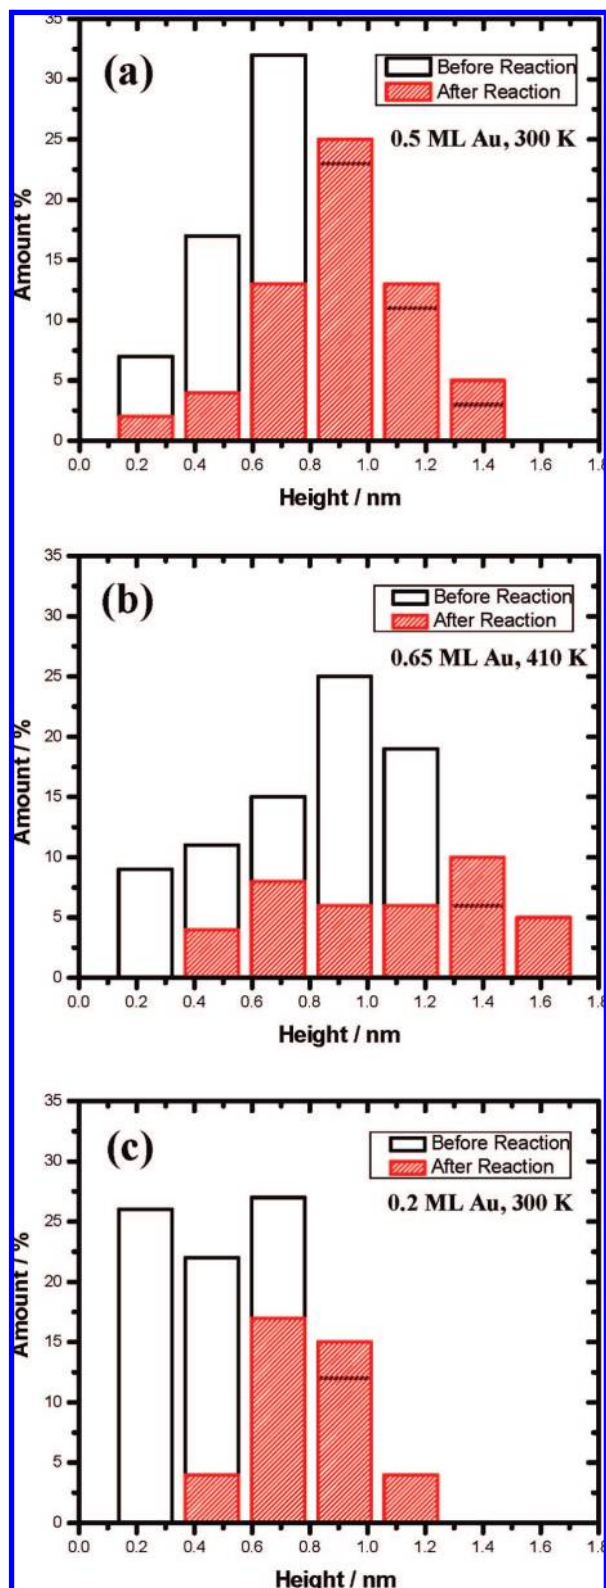 35
(a)
Before Reaction
After Reaction
0.5 ML Au, 300 K
30
25
20
15
10
5
0
Amount %
0.0 0.2 0.4 0.6 0.8 1.0 1.2 1.4 1.6 1.8
Height / nm
35
(b)
Before Reaction
After Reaction
0.65 ML Au, 410 K
30
25
20
15
10
5
0
Amount / %
0.0 0.2 0.4 0.6 0.8 1.0 1.2 1.4 1.6 1.8
Height / nm
35
(c)
Before Reaction
After Reaction
0.2 ML Au, 300 K
30
25
20
15
10
5
0
Amount / %
0.0 0.2 0.4 0.6 0.8 1.0 1.2 1.4 1.6 1.8
Height / nm